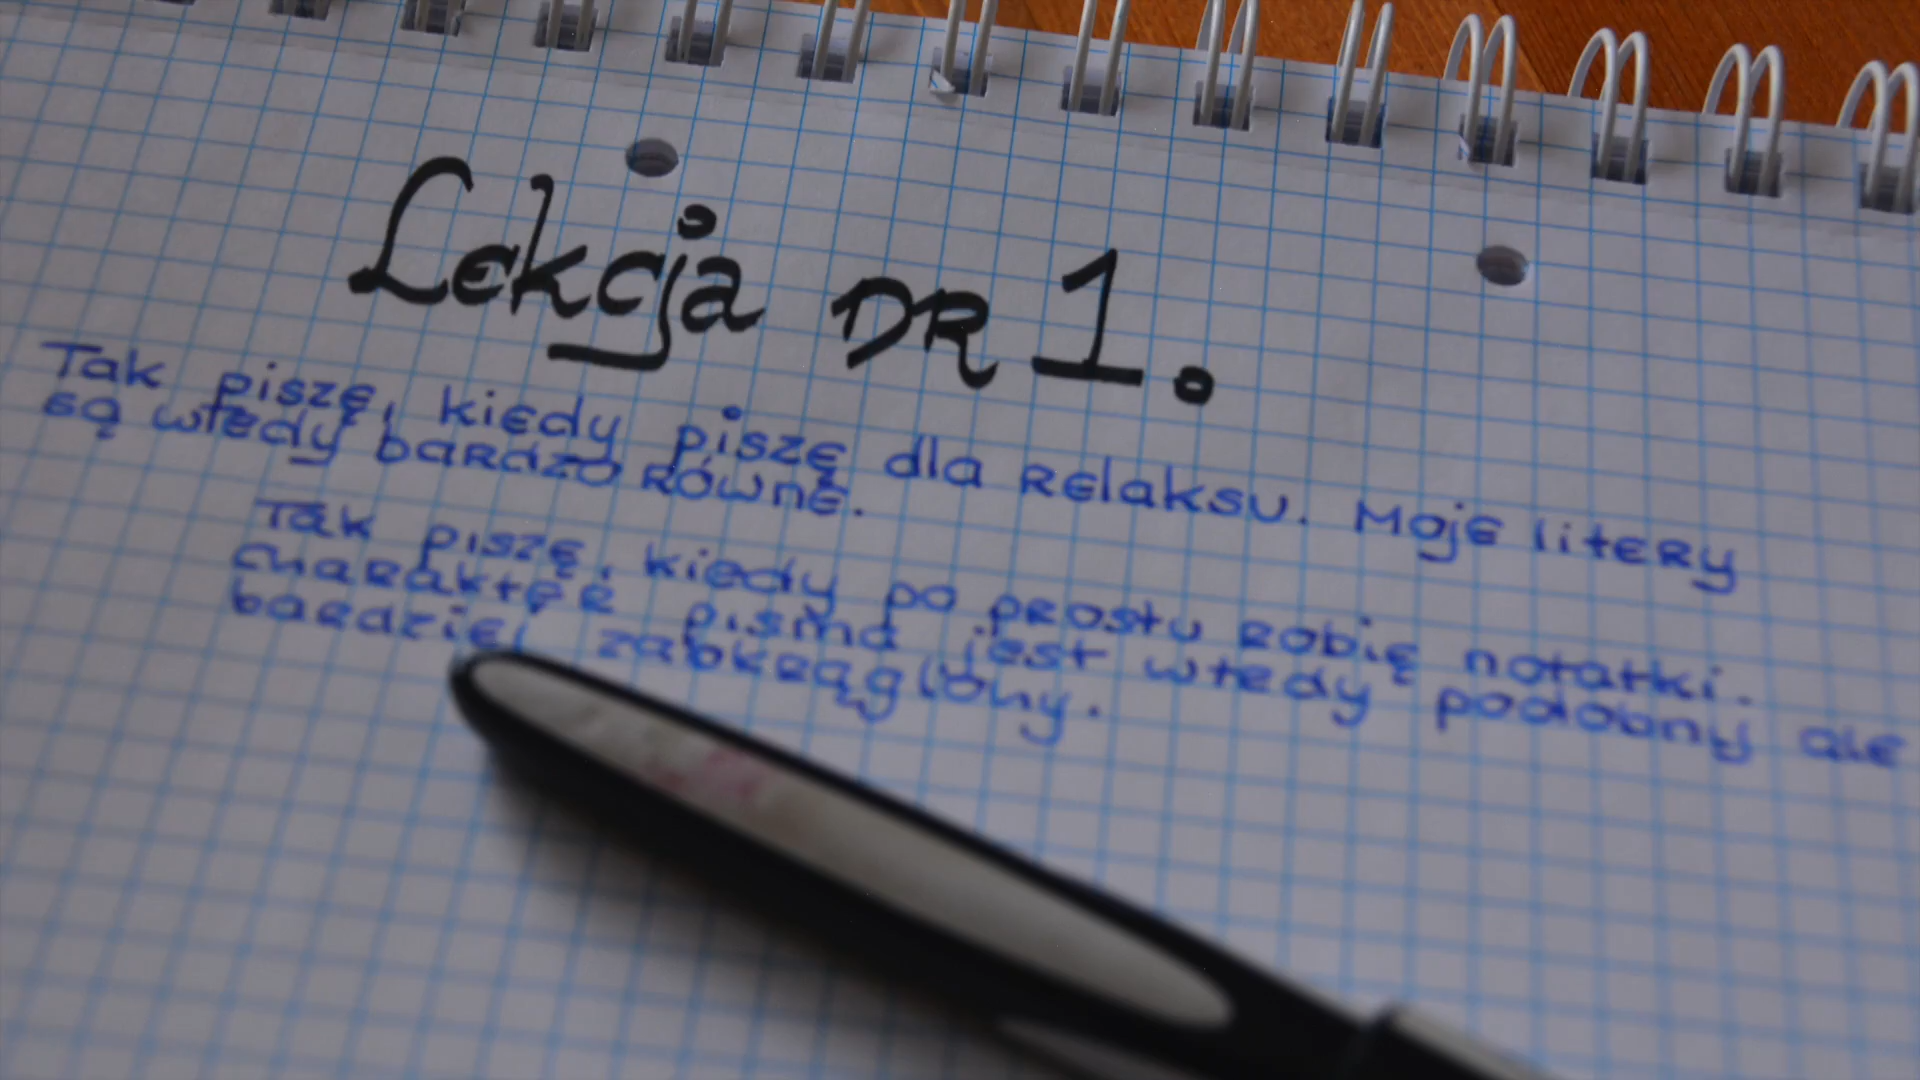 Lekcja nr 1.
Tak piszę, kiedy piszę dla relaksu. Moje litery
są wtedy bardzo równe.
Tak piszę, kiedy po prostu robię notatki.
Charakter pisma jest wtedy podobny ale
bardziej zaokrąglony.